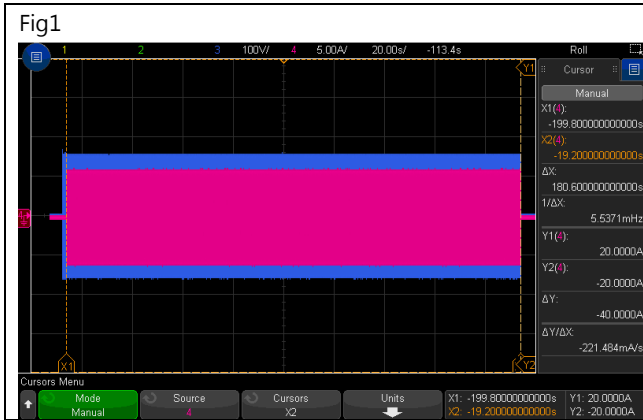 Fig1
1 2 3 100V/ 4 5.00A/ 20.00s/ -113.4s Roll
Y1
Cursor
Manual
X1(4):
-199.800000000000s
X2(4):
-19.2000000000000s
ΔX:
180.600000000000s
1/ΔX:
5.5371mHz
Y1(4):
20.0000A
Y2(4):
-20.0000A
ΔY:
-40.0000A
ΔY/ΔX:
-221.484mA/s
4
X1
Y2
Cursors Menu
Mode
Manual
Source
4
Cursors
X2
Units
X1: -199.80000000000s
X2: -19.200000000000s
Y1: 20.0000A
Y2: -20.0000A